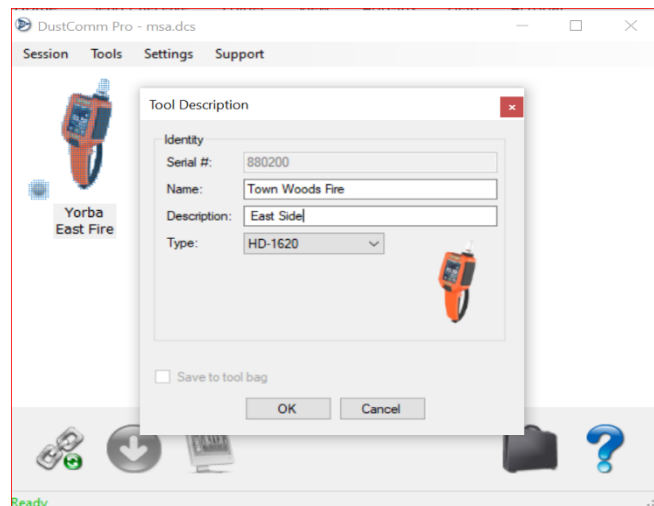 DustComm Pro - msa.dcs
Session Tools Settings Support
Yorba
East Fire
Tool Description
Identity
Serial #: 880200
Name: Town Woods Fire
Description: East Side
Type: HD-1620
Save to tool bag
OK Cancel
Ready